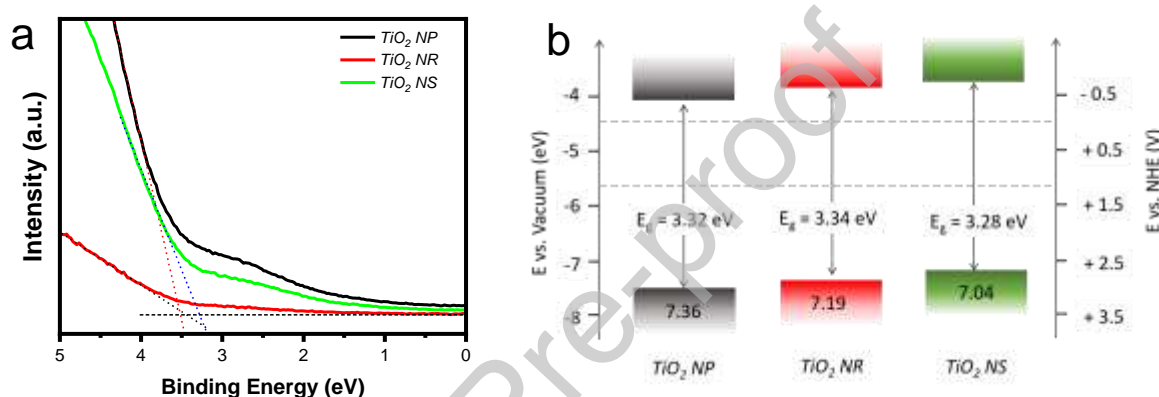 a
Intensity (a.u.)
TiO2 NP
TiO2 NR
TiO2 NS
5
4
3
2
1
0
Binding Energy (eV)
b
E vs. Vacuum (eV)
-4
-5
-6
-7
-8
Eg = 3.32 eV
Eg = 3.34 eV
Eg = 3.28 eV
7.36
7.19
7.04
TiO2 NP
TiO2 NR
TiO2 NS
- 0.5
+ 0.5
+ 1.5
+ 2.5
+ 3.5
E vs. NHE (V)
Pre-proof